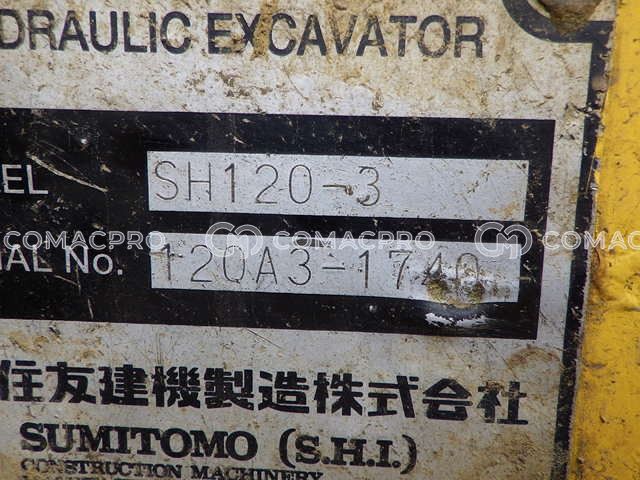 DRAULIC EXCAVATOR
EL SH120-3
COMACPRO COMACPRO COMAC
AL No. 120A3-1740
住友建機製造株式会社
SUMITOMO (S.H.I.)
CONSTRUCTION MACHINERY